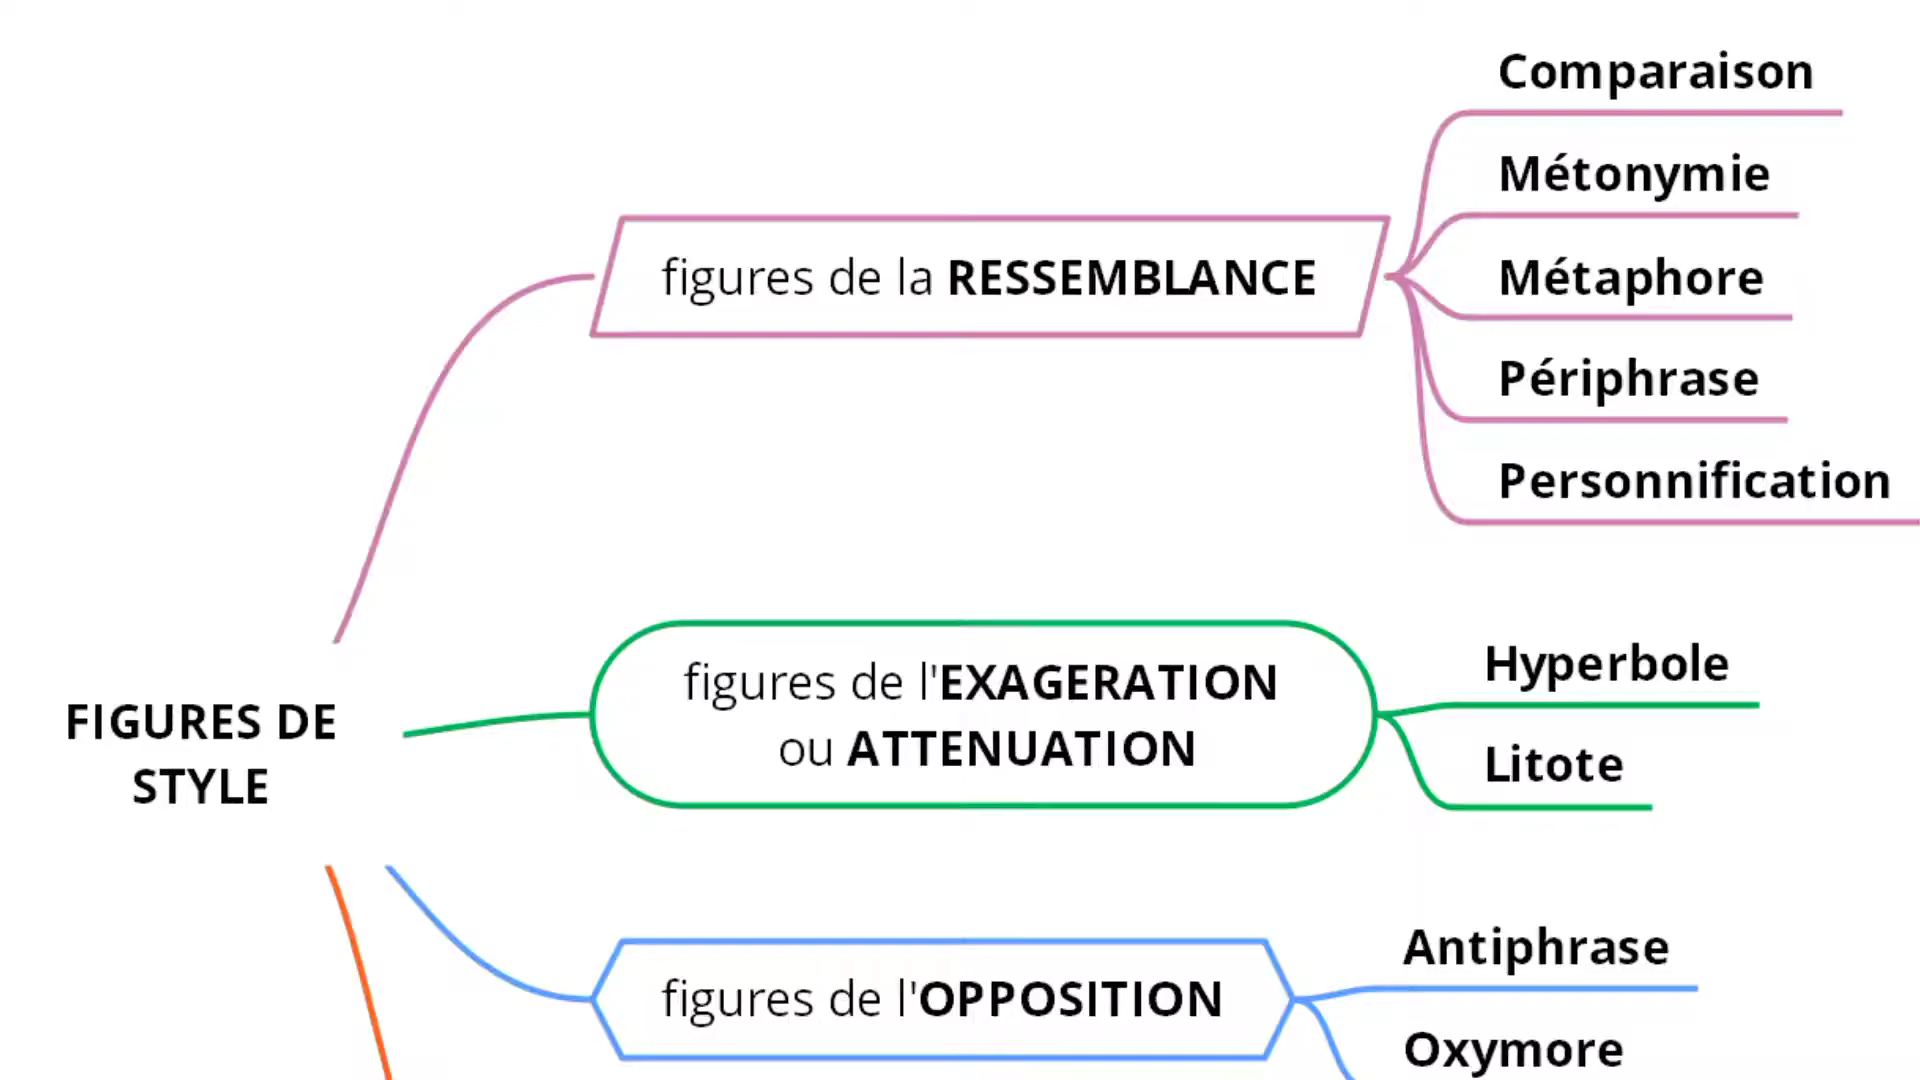 Comparaison
Métonymie
figures de la RESSEMBLANCE
Métaphore
Périphrase
Personnification
FIGURES DE
STYLE
figures de l'EXAGERATION
ou ATTENUATION
Hyperbole
Litote
figures de l'OPPOSITION
Antiphrase
Oxymore